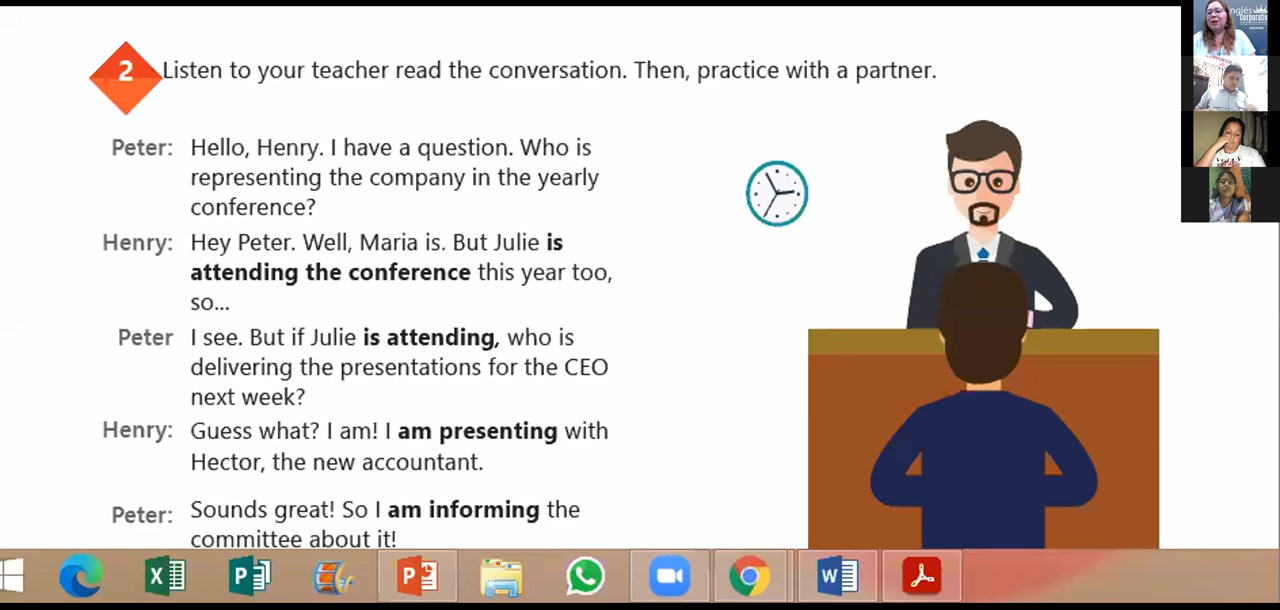 2 Listen to your teacher read the conversation. Then, practice with a partner.
Peter: Hello, Henry. I have a question. Who is
representing the company in the yearly
conference?
Henry: Hey Peter. Well, Maria is. But Julie is
attending the conference this year too,
so...
Peter I see. But if Julie is attending, who is
delivering the presentations for the CEO
next week?
Henry: Guess what? I am! I am presenting with
Hector, the new accountant.
Peter: Sounds great! So I am informing the
committee about it!